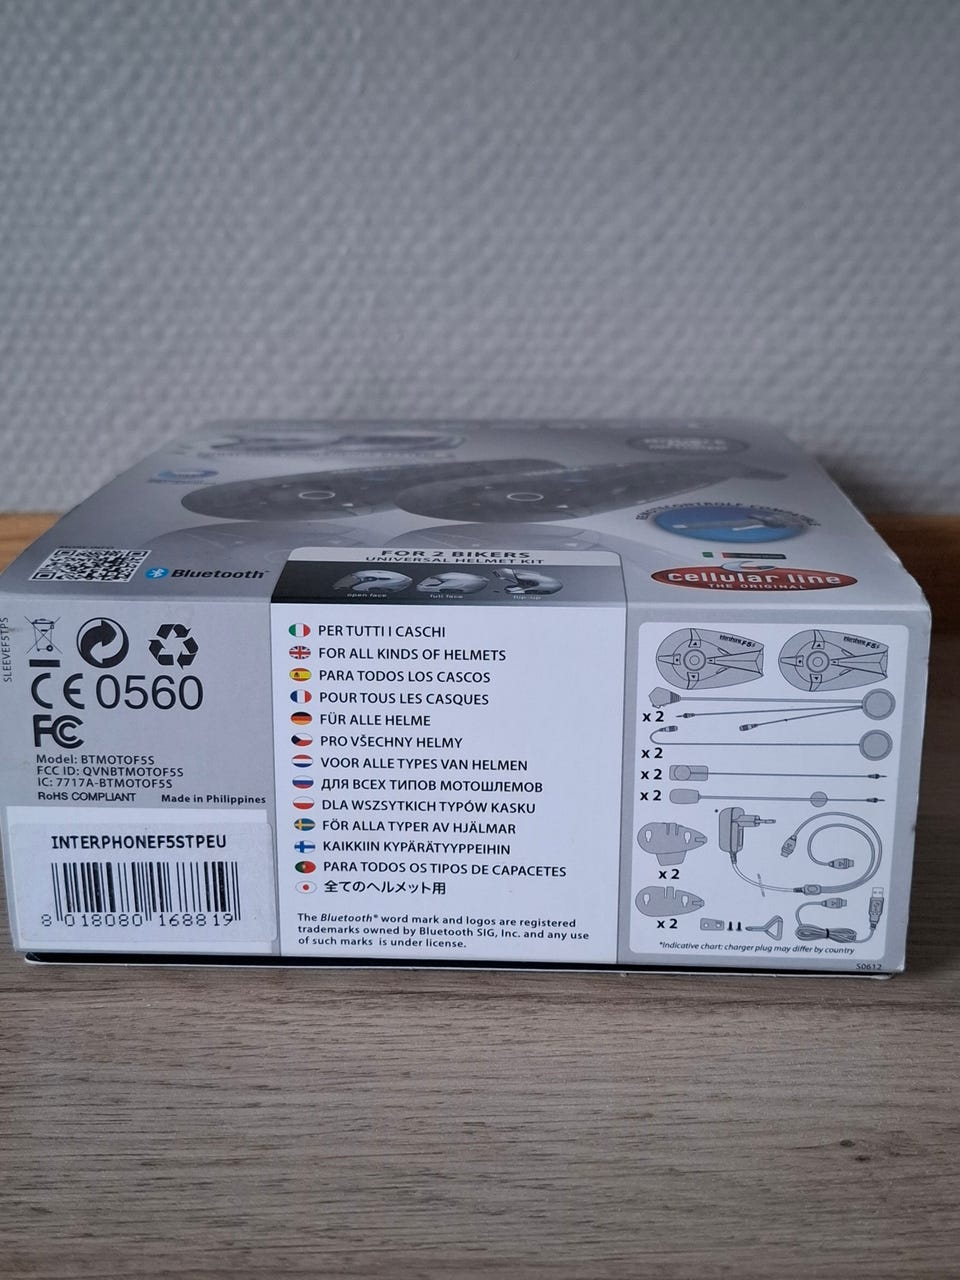 Bluetooth
FOR 2 BIKERS
UNIVERSAL HELMET KIT
open face
full face
flip-up
cellular line
THE ORIGINAL
SLEEVEF5TPS
CE 0560
FC
Model: BTMOTOF5S
FCC ID: QVNBTMOTOF5S
IC: 7717A-BTMOTOF5S
RoHS COMPLIANT
Made in Philippines
INTERPHONEF5STPEU
8 018080 168819
PER TUTTI I CASCHI
FOR ALL KINDS OF HELMETS
PARA TODOS LOS CASCOS
POUR TOUS LES CASQUES
FÜR ALLE HELME
PRO VŠECHNY HELMY
VOOR ALLE TYPES VAN HELMEN
ДЛЯ ВСЕХ ТИПОВ МОТОШЛЕМОВ
DLA WSZSYTKICH TYPÓW KASKU
FÖR ALLA TYPER AV HJÄLMAR
KAIKKIIN KYPÄRÄTYYPPEIHIN
PARA TODOS OS TIPOS DE CAPACETES
全てのヘルメット用
The Bluetooth® word mark and logos are registered
trademarks owned by Bluetooth SIG, Inc. and any use
of such marks is under license.
Interphone F5S
Interphone F5S
x 2
x 2
x 2
x 2
x 2
x 2
*Indicative chart: charger plug may differ by country
S0612